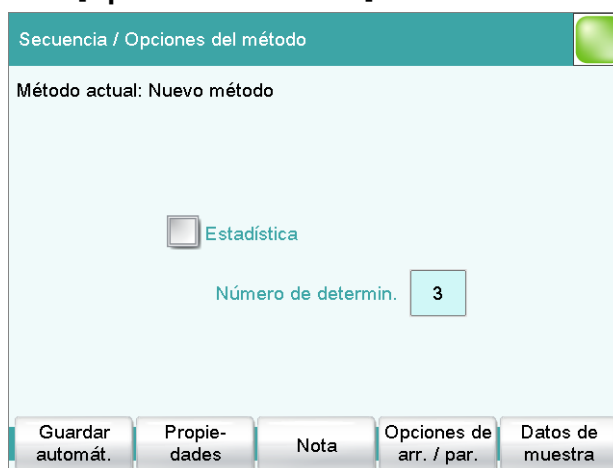 Secuencia / Opciones del método
Método actual: Nuevo método
Estadística
Número de determin. 3
Guardar automát.
Propie-
dades
Nota
Opciones de
arr. / par.
Datos de
muestra